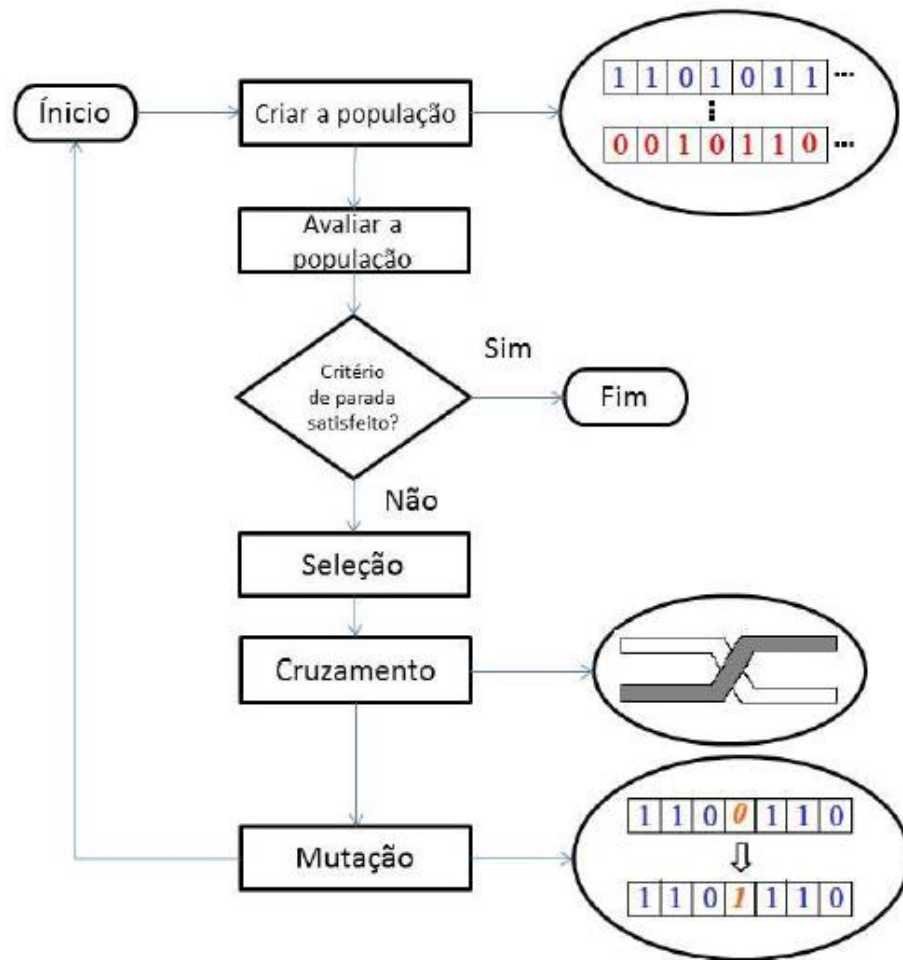 Ínicio
Criar a população
1 1 0 1 0 1 1 ...
⋮
0 0 1 0 1 1 0 ...
Avaliar a
população
Critério
de parada
satisfeito?
Sim
Fim
Não
Seleção
Cruzamento
Mutação
1 1 0 0 1 1 0
1 1 0 1 1 1 0